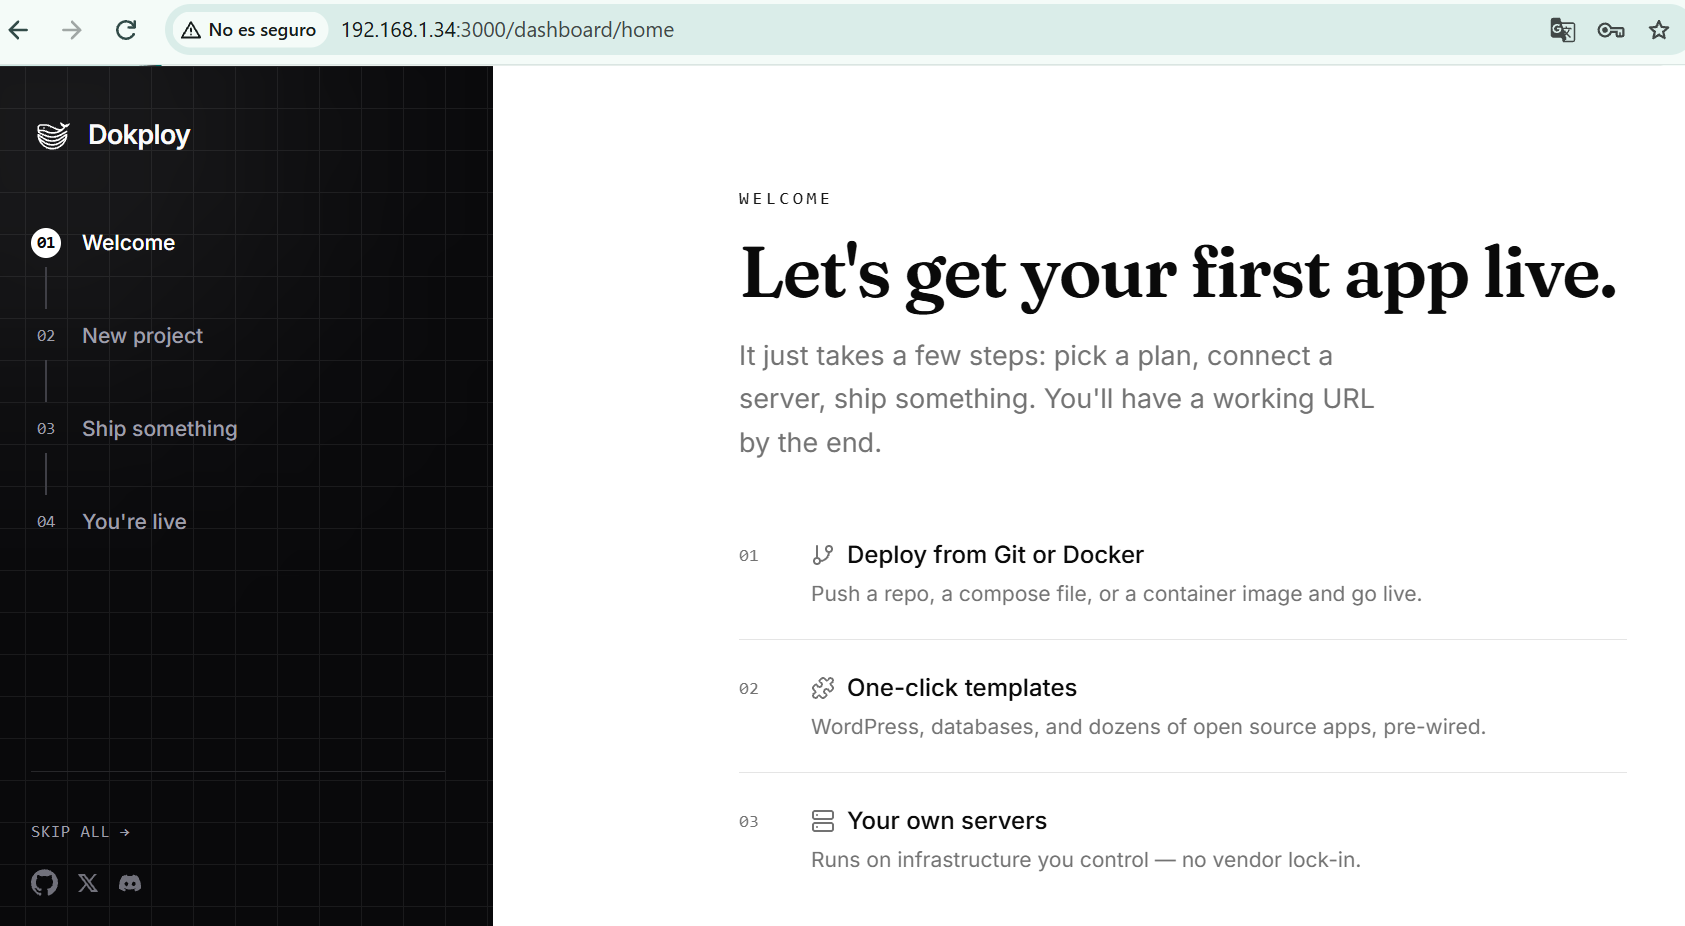 No es seguro
192.168.1.34:3000/dashboard/home
Dokploy
01 Welcome
02 New project
03 Ship something
04 You're live
SKIP ALL →
WELCOME
Let's get your first app live.
It just takes a few steps: pick a plan, connect a
server, ship something. You'll have a working URL
by the end.
01 Deploy from Git or Docker
Push a repo, a compose file, or a container image and go live.
02 One-click templates
WordPress, databases, and dozens of open source apps, pre-wired.
03 Your own servers
Runs on infrastructure you control — no vendor lock-in.